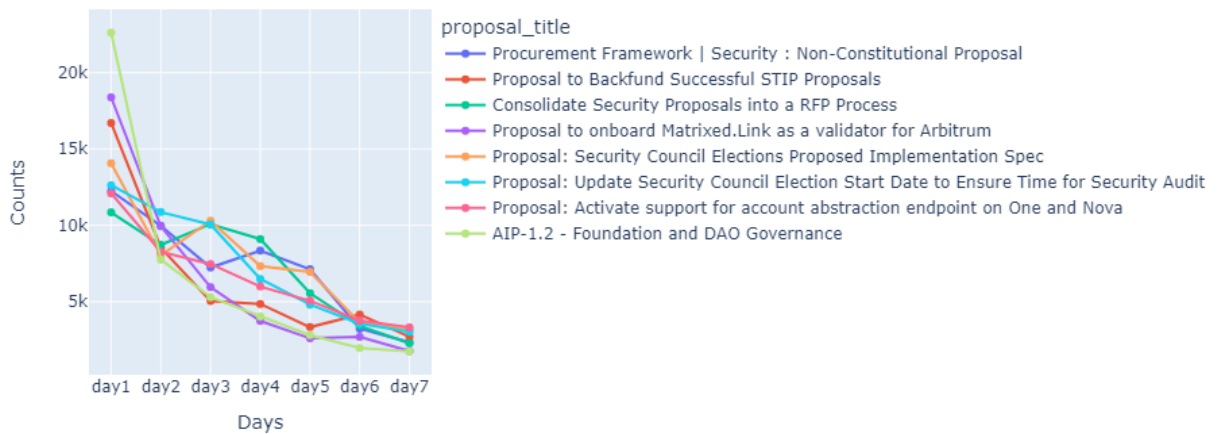 proposal_title
Procurement Framework | Security : Non-Constitutional Proposal
Proposal to Backfund Successful STIP Proposals
Consolidate Security Proposals into a RFP Process
Proposal to onboard Matrixed.Link as a validator for Arbitrum
Proposal: Security Council Elections Proposed Implementation Spec
Proposal: Update Security Council Election Start Date to Ensure Time for Security Audit
Proposal: Activate support for account abstraction endpoint on One and Nova
AIP-1.2 - Foundation and DAO Governance
Counts
20k
15k
10k
5k
day1 day2 day3 day4 day5 day6 day7
Days